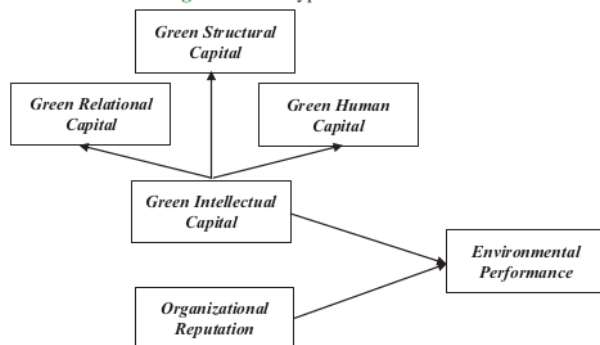 Green Structural
Capital
Green Relational
Capital
Green Human
Capital
Green Intellectual
Capital
Environmental
Performance
Organizational
Reputation